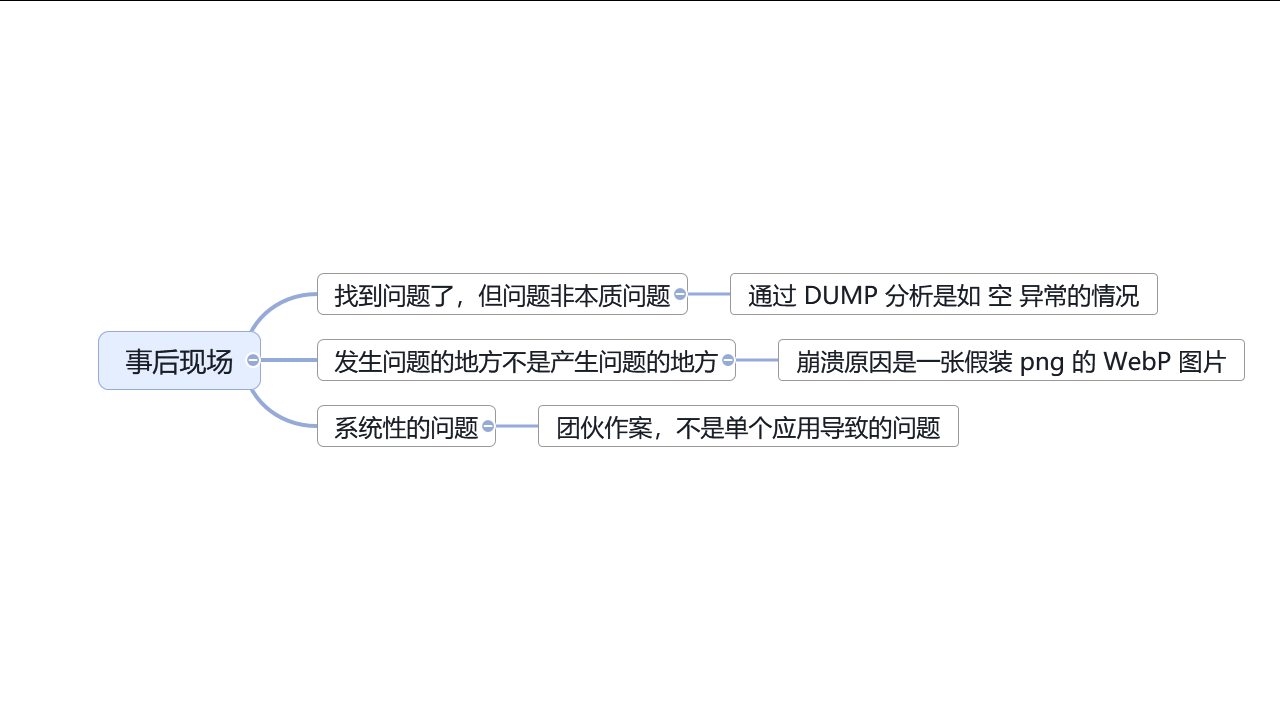 找到问题了，但问题非本质问题
通过 DUMP 分析是如 空 异常的情况
事后现场
发生问题的地方不是产生问题的地方
崩溃原因是一张假装 png 的 WebP 图片
系统性的问题
团伙作案，不是单个应用导致的问题